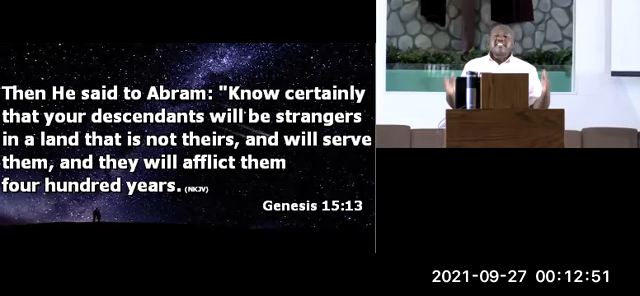 Then He said to Abram: "Know certainly
that your descendants will be strangers
in a land that is not theirs, and will serve
them, and they will afflict them
four hundred years. (NKJV)
Genesis 15:13
2021-09-27 00:12:51